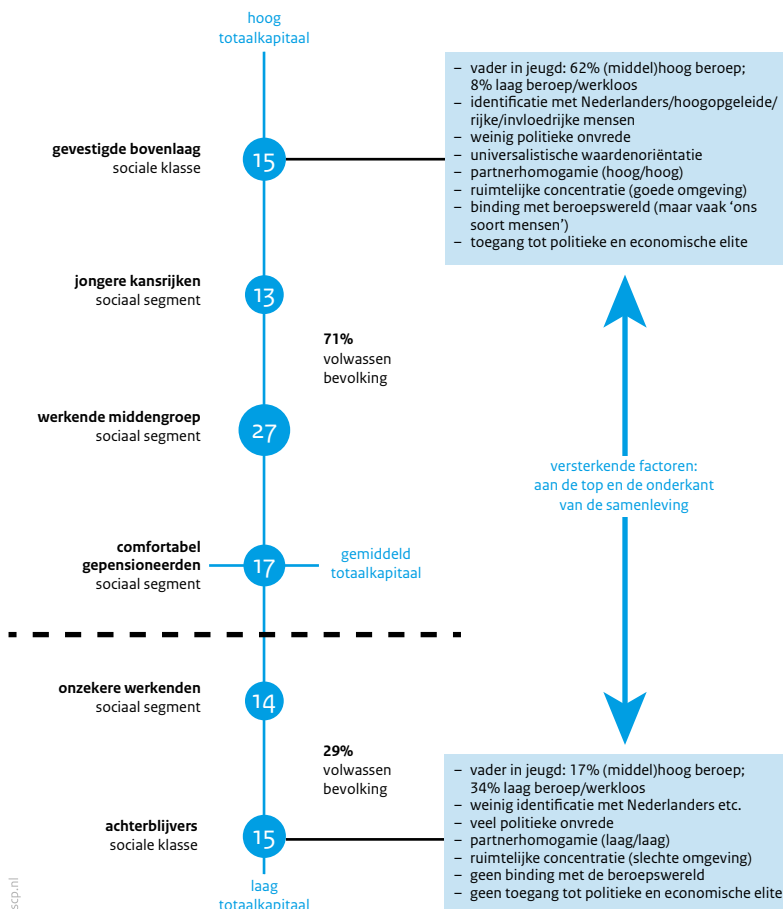 hoog
totaalkapitaal
– vader in jeugd: 62% (middel)hoog beroep;
8% laag beroep/werkloos
– identificatie met Nederlanders/hoogopgeleide/
rijke/invloedrijke mensen
– weinig politieke onvrede
– universalistische waardenoriëntatie
– partnerhomogamie (hoog/hoog)
– ruimtelijke concentratie (goede omgeving)
– binding met beroepswereld (maar vaak ‘ons
soort mensen’)
– toegang tot politieke en economische elite
gevestigde bovenlaag
sociale klasse
15
jongere kansrijken
sociaal segment
13
71%
volwassen
bevolking
werkende middengroep
sociaal segment
27
versterkende factoren:
aan de top en de onderkant
van de samenleving
comfortabel
gepensioneerden
sociaal segment
17
gemiddeld
totaalkapitaal
onzekere werkenden
sociaal segment
14
29%
volwassen
bevolking
– vader in jeugd: 17% (middel)hoog beroep;
34% laag beroep/werkloos
– weinig identificatie met Nederlanders etc.
– veel politieke onvrede
– partnerhomogamie (laag/laag)
– ruimtelijke concentratie (slechte omgeving)
– geen binding met de beroepswereld
– geen toegang tot politieke en economische elite
achterblijvers
sociale klasse
15
laag
totaalkapitaal
scp.nl